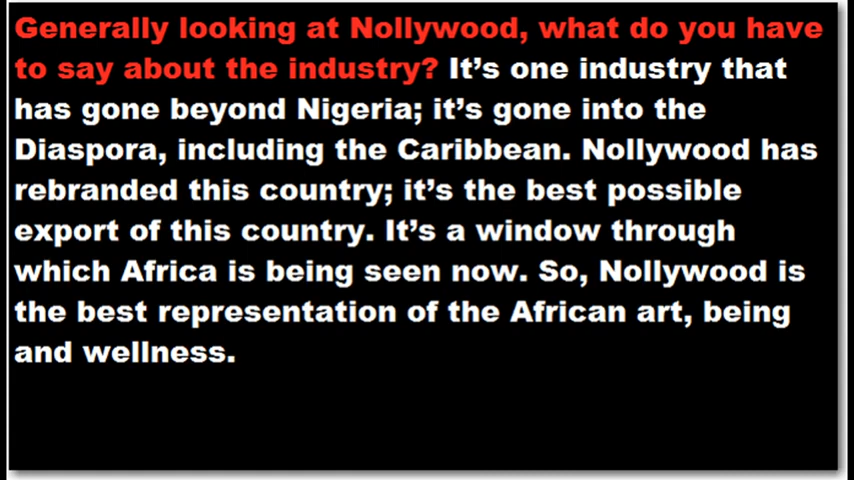 Generally looking at Nollywood, what do you have
to say about the industry? It’s one industry that
has gone beyond Nigeria; it’s gone into the
Diaspora, including the Caribbean. Nollywood has
rebranded this country; it’s the best possible
export of this country. It’s a window through
which Africa is being seen now. So, Nollywood is
the best representation of the African art, being
and wellness.